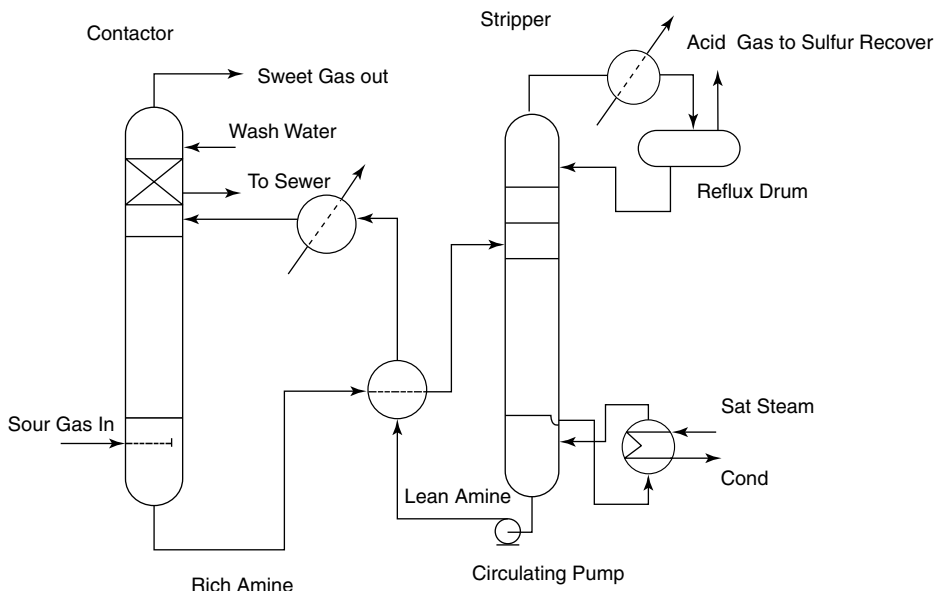 Stripper
Contactor
Acid Gas to Sulfur Recover
Sweet Gas out
Wash Water
To Sewer
Reflux Drum
Sour Gas In
Sat Steam
Cond
Lean Amine
Circulating Pump
Rich Amine